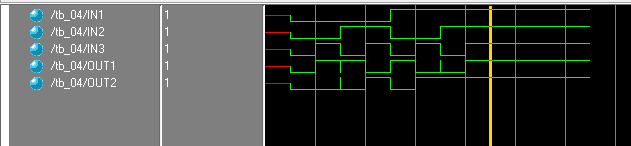 /tb_04/IN1 1
/tb_04/IN2 1
/tb_04/IN3 1
/tb_04/OUT1 1
/tb_04/OUT2 1